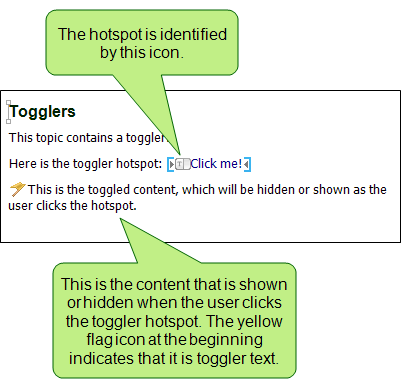 The hotspot is identified
by this icon.
Togglers
This topic contains a toggler
Here is the toggler hotspot: T Click me!
This is the toggled content, which will be hidden or shown as the
user clicks the hotspot.
This is the content that is shown
or hidden when the user clicks
the toggler hotspot. The yellow
flag icon at the beginning
indicates that it is toggler text.